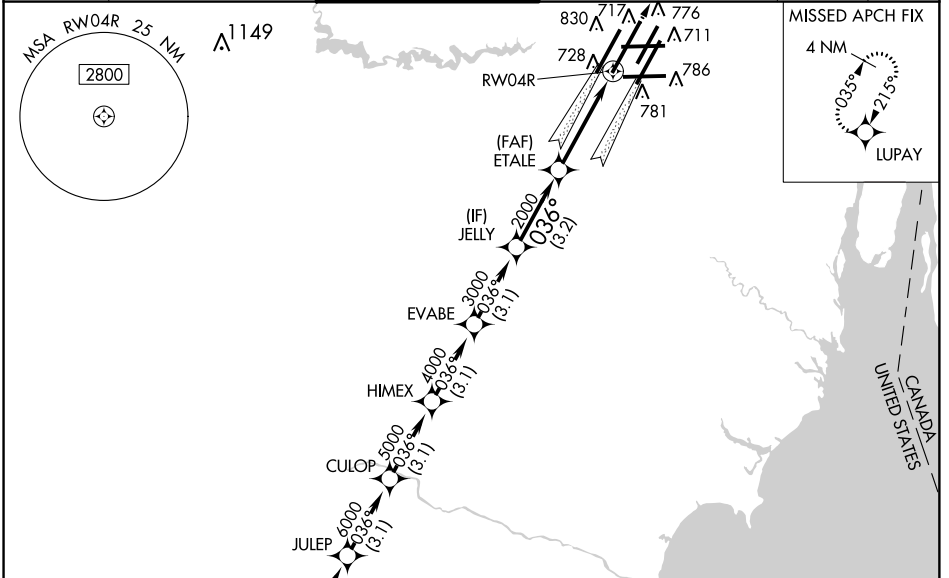 MSA RW04R 25 NM
2800
1149
830
717
776
711
728
786
781
RW04R
MISSED APCH FIX
4 NM
035°
215°
LUPAY
(FAF)
ETALE
(IF)
JELLY
2000
036°
(3.2)
EVABE
3000
036°
(3.1)
HIMEX
4000
036°
(3.1)
CULOP
5000
036°
(3.1)
JULEP
6000
036°
(3.1)
CANADA
UNITED STATES